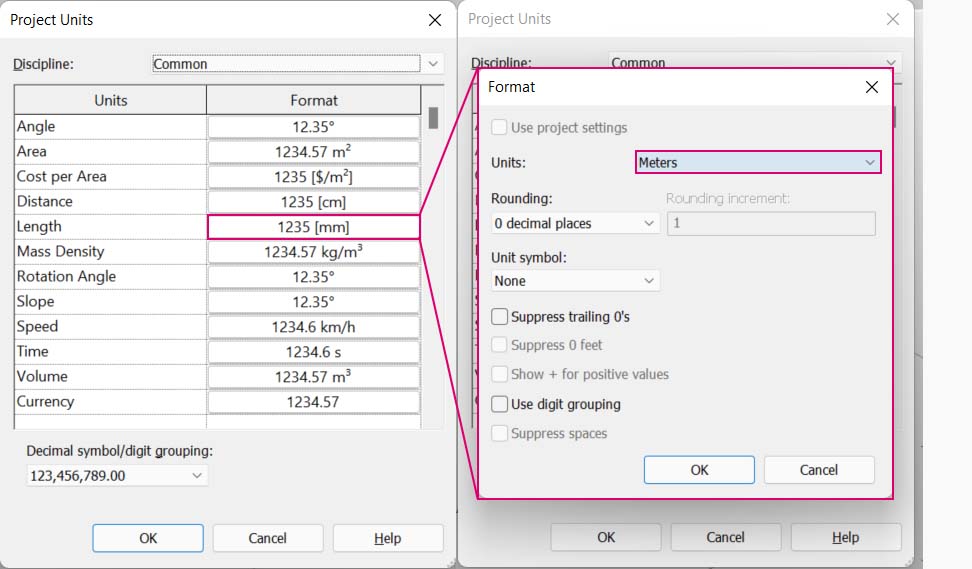 Project Units
Discipline: Common
Units Format
Angle 12.35°
Area 1234.57 m²
Cost per Area 1235 [$/m²]
Distance 1235 [cm]
Length 1235 [mm]
Mass Density 1234.57 kg/m³
Rotation Angle 12.35°
Slope 12.35°
Speed 1234.6 km/h
Time 1234.6 s
Volume 1234.57 m³
Currency 1234.57
Decimal symbol/digit grouping:
123,456,789.00
OK Cancel Help
Project Units
Discipline: Common
Format
Use project settings
Units: Meters
Rounding: Rounding increment:
0 decimal places 1
Unit symbol:
None
Suppress trailing 0's
Suppress 0 feet
Show + for positive values
Use digit grouping
Suppress spaces
OK Cancel
OK Cancel Help